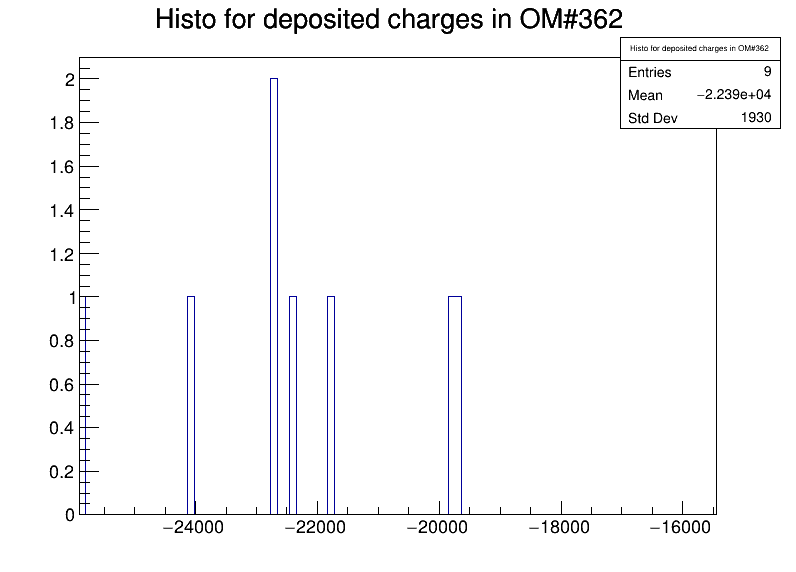 Histo for deposited charges in OM#362
Histo for deposited charges in OM#362
Entries 9
Mean −2.239e+04
Std Dev 1930
2
1.8
1.6
1.4
1.2
1
0.8
0.6
0.4
0.2
0
−24000 −22000 −20000 −18000 −16000